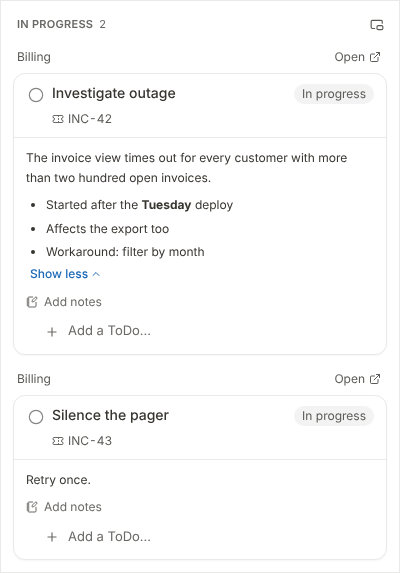 IN PROGRESS 2
Billing Open
Investigate outage In progress
INC-42
The invoice view times out for every customer with more
than two hundred open invoices.
• Started after the Tuesday deploy
• Affects the export too
• Workaround: filter by month
Show less
Add notes
+ Add a ToDo...
Billing Open
Silence the pager In progress
INC-43
Retry once.
Add notes
+ Add a ToDo...